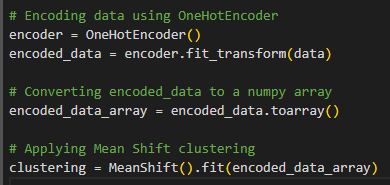 # Encoding data using OneHotEncoder
encoder = OneHotEncoder()
encoded_data = encoder.fit_transform(data)
# Converting encoded_data to a numpy array
encoded_data_array = encoded_data.toarray()
# Applying Mean Shift clustering
clustering = MeanShift().fit(encoded_data_array)